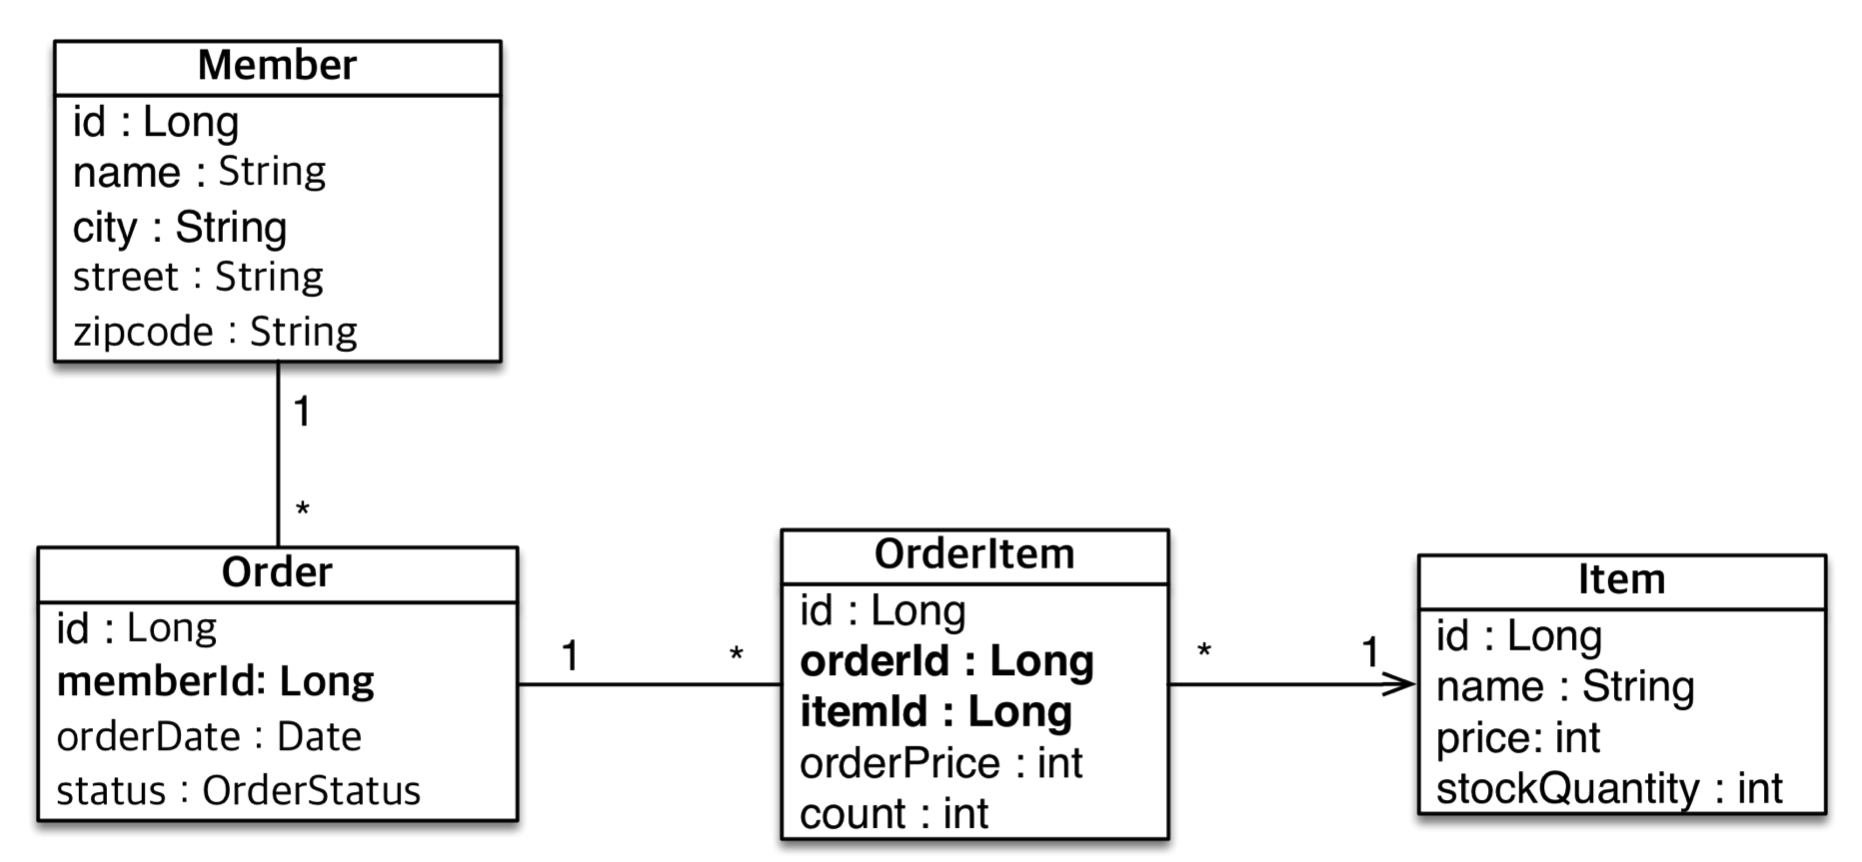 Member
id : Long
name : String
city : String
street : String
zipcode : String
1
*
Order
id : Long
memberId: Long
orderDate : Date
status : OrderStatus
1
*
OrderItem
id : Long
orderId : Long
itemId : Long
orderPrice : int
count : int
*
1
Item
id : Long
name : String
price: int
stockQuantity : int